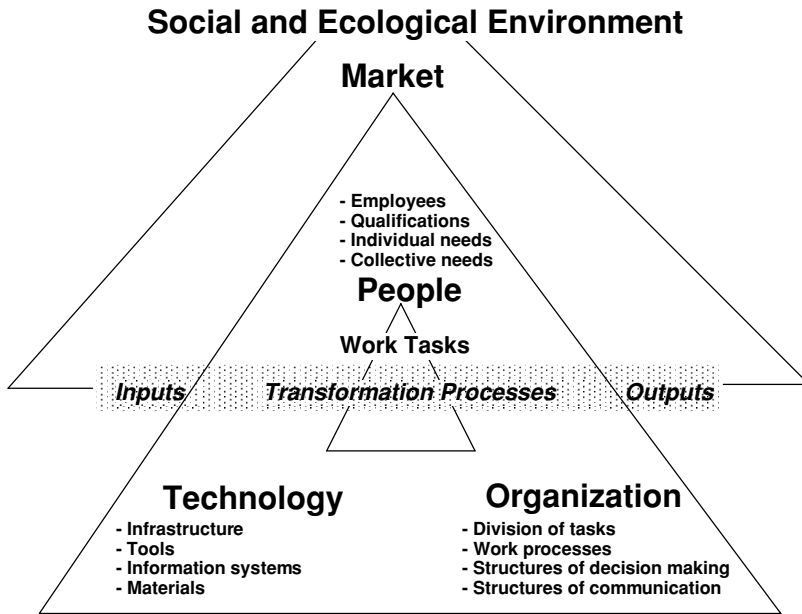 Social and Ecological Environment
Market
- Employees
- Qualifications
- Individual needs
- Collective needs
People
Work Tasks
Inputs Transformation Processes Outputs
Technology
- Infrastructure
- Tools
- Information systems
- Materials
Organization
- Division of tasks
- Work processes
- Structures of decision making
- Structures of communication